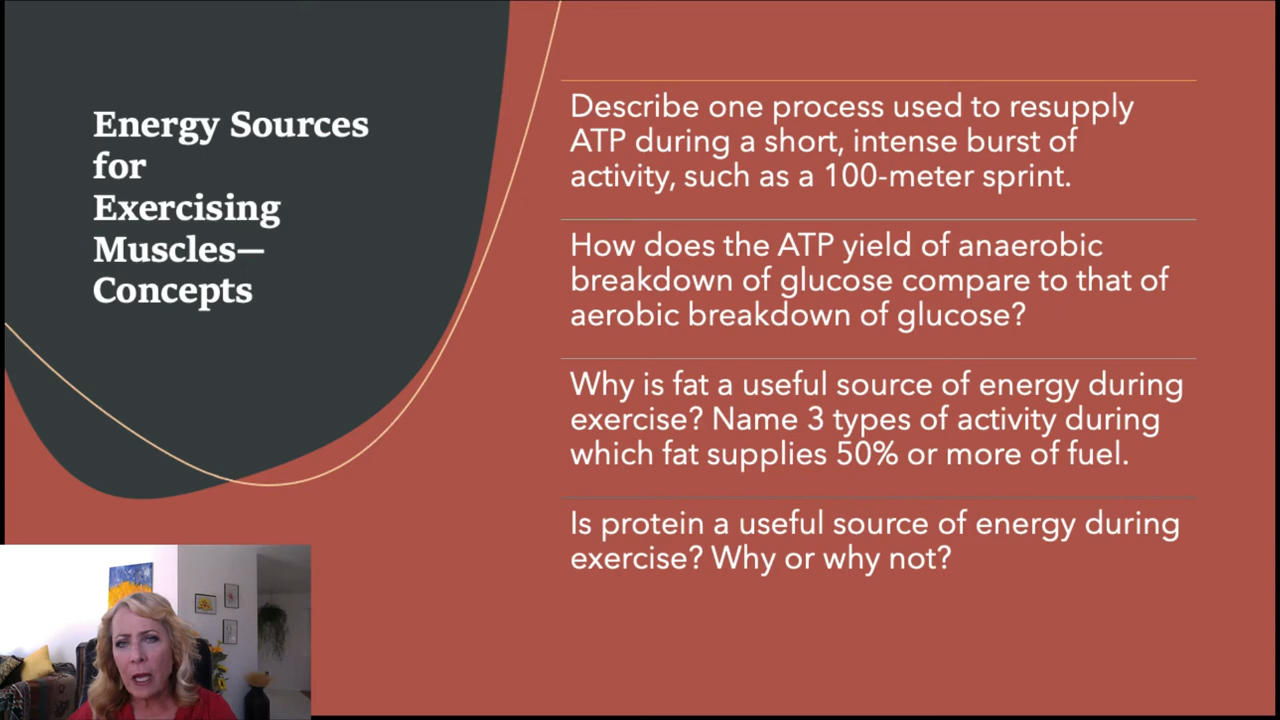 Energy Sources
for
Exercising
Muscles—
Concepts
Describe one process used to resupply
ATP during a short, intense burst of
activity, such as a 100-meter sprint.
How does the ATP yield of anaerobic
breakdown of glucose compare to that of
aerobic breakdown of glucose?
Why is fat a useful source of energy during
exercise? Name 3 types of activity during
which fat supplies 50% or more of fuel.
Is protein a useful source of energy during
exercise? Why or why not?